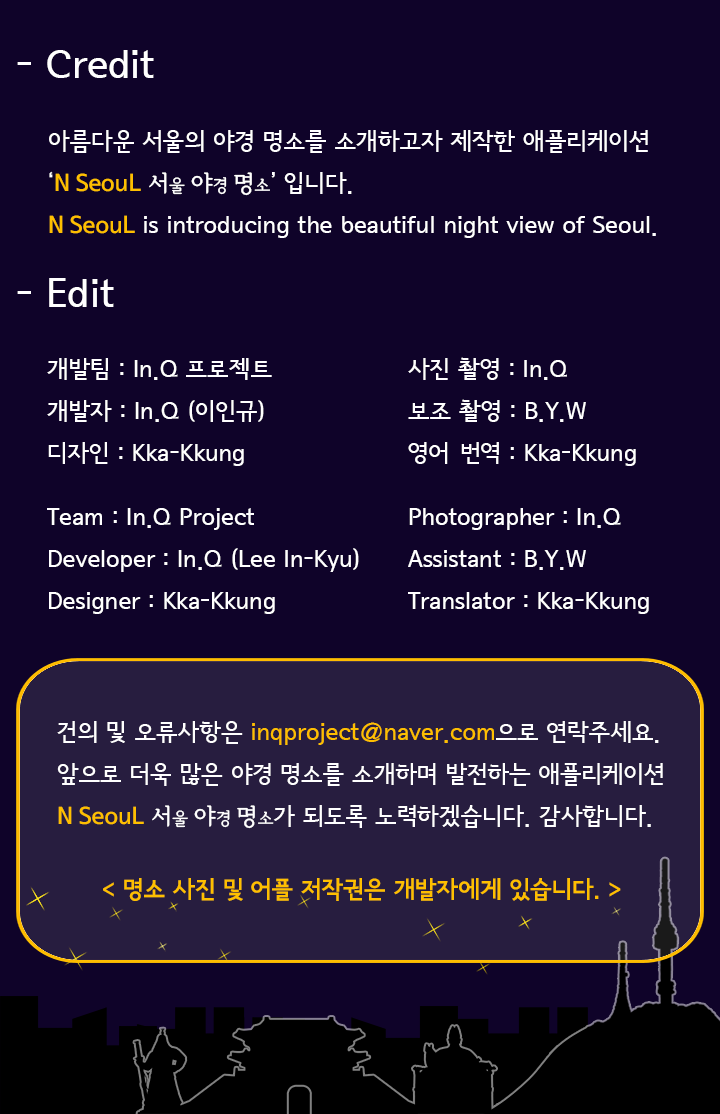 - Credit
아름다운 서울의 야경 명소를 소개하고자 제작한 애플리케이션
‘N SeouL 서울 야경 명소’ 입니다.
N SeouL is introducing the beautiful night view of Seoul.
- Edit
개발팀 : In.Q 프로젝트
개발자 : In.Q (이인규)
디자인 : Kka-Kkung
사진 촬영 : In.Q
보조 촬영 : B.Y.W
영어 번역 : Kka-Kkung
Team : In.Q Project
Developer : In.Q (Lee In-Kyu)
Designer : Kka-Kkung
Photographer : In.Q
Assistant : B.Y.W
Translator : Kka-Kkung
건의 및 오류사항은 inqproject@naver.com으로 연락주세요.
앞으로 더욱 많은 야경 명소를 소개하며 발전하는 애플리케이션
N SeouL 서울 야경 명소가 되도록 노력하겠습니다. 감사합니다.
< 명소 사진 및 어플 저작권은 개발자에게 있습니다. >